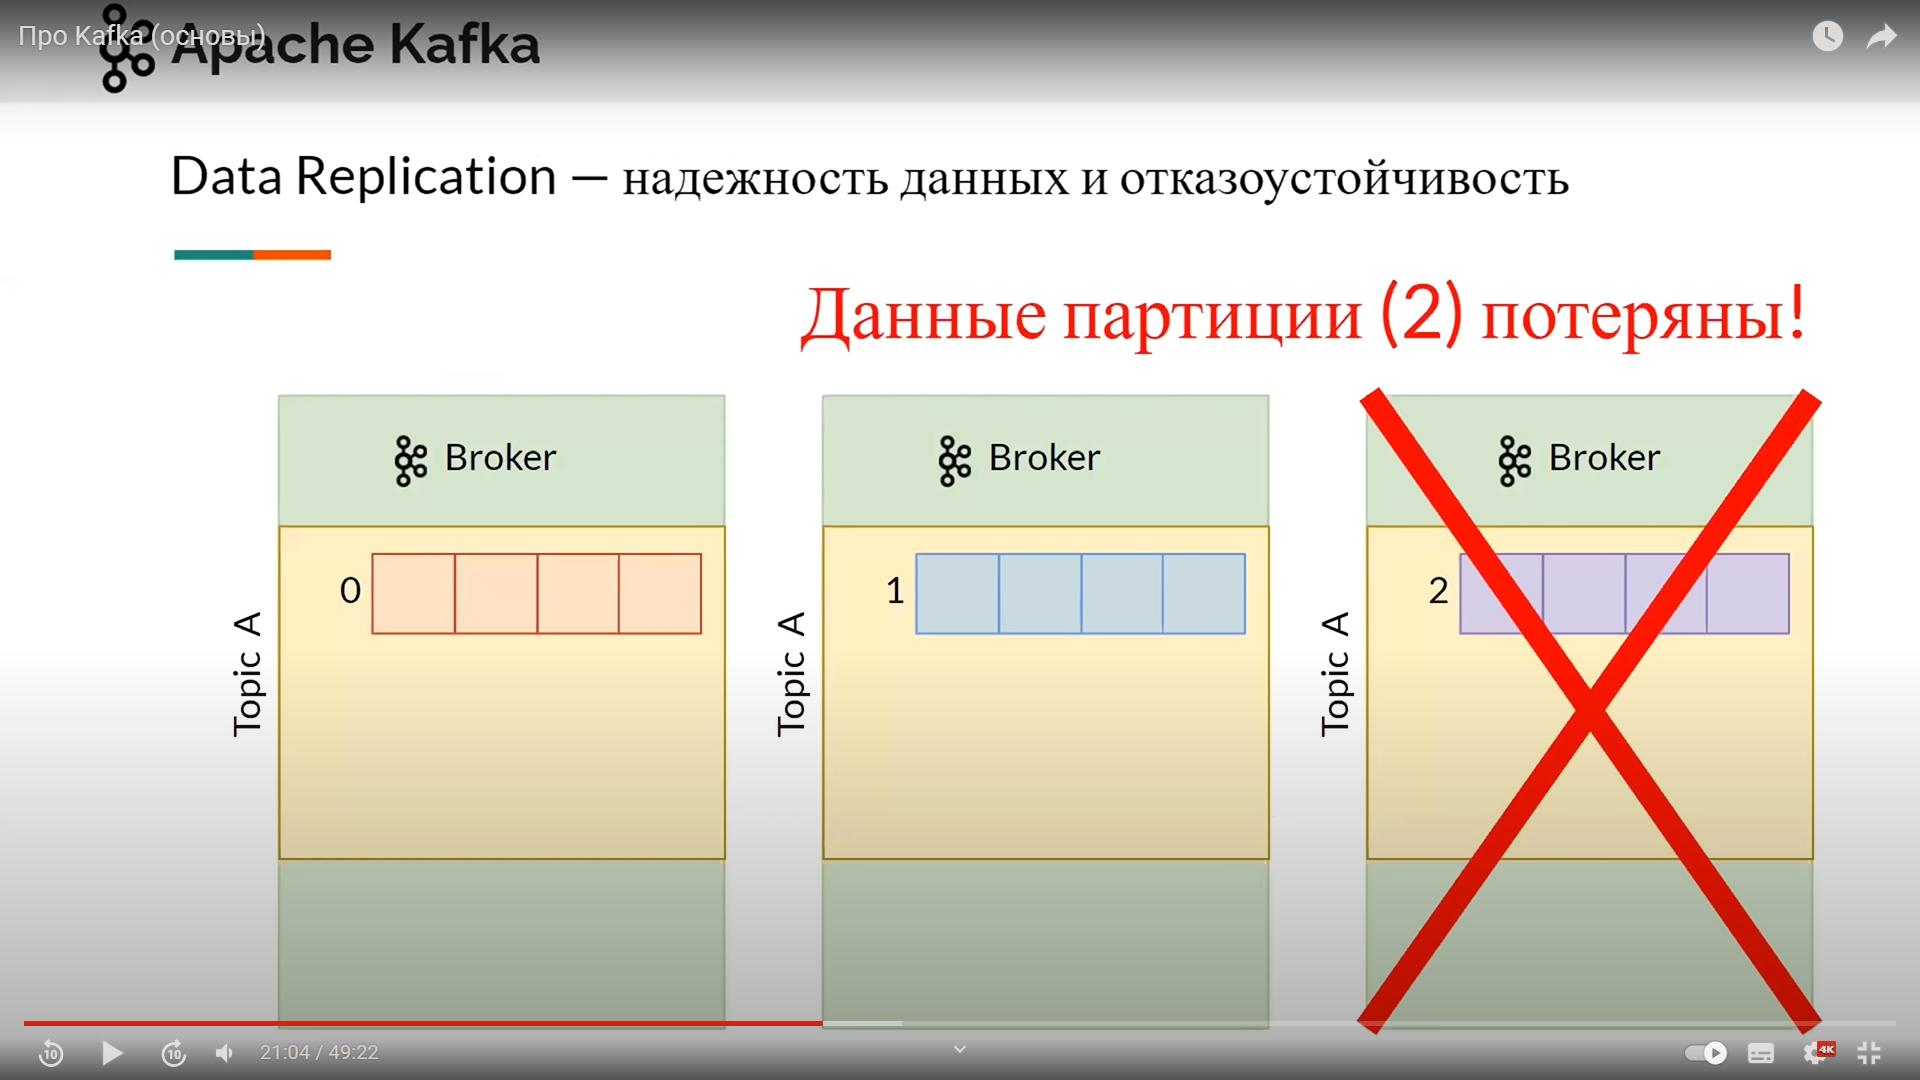 Про Kafka (основы)
Apache Kafka
Data Replication — надежность данных и отказоустойчивость
Данные партиции (2) потеряны!
Broker
Broker
Broker
0
1
2
Topic A
Topic A
Topic A
10
10
21:04 / 49:22
4K